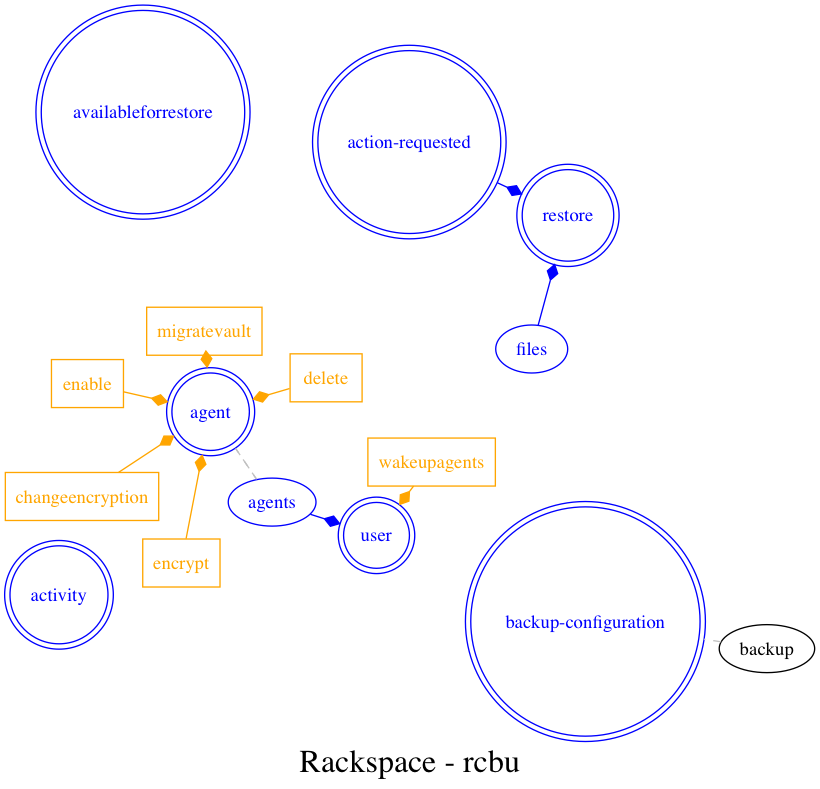 availableforrestore
action-requested
restore
migratevault
files
enable
delete
agent
wakeupagents
changeencryption
agents
user
encrypt
activity
backup-configuration
backup
Rackspace - rcbu